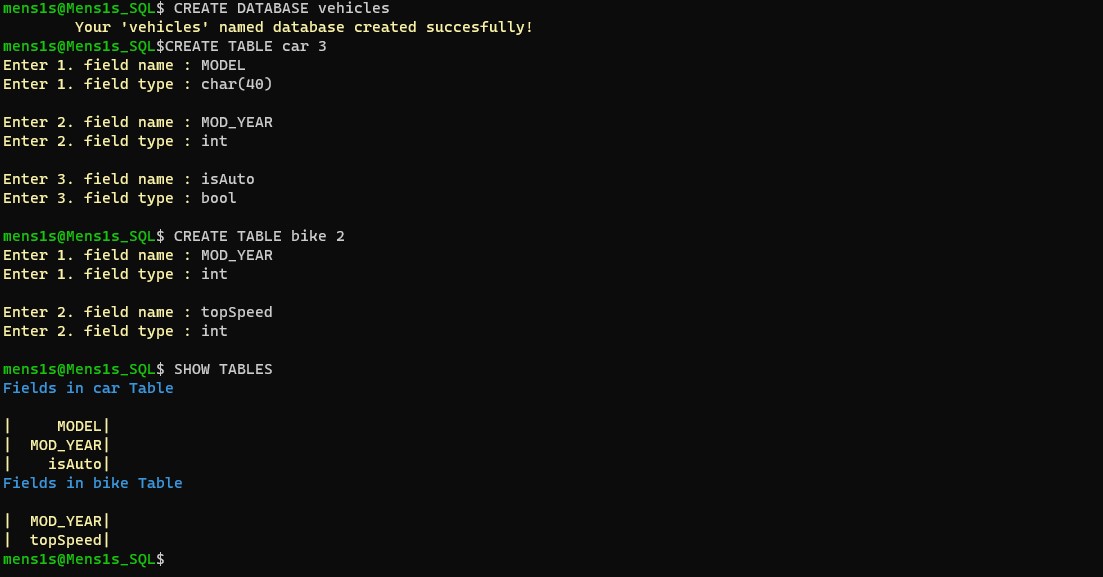 mens1s@Mens1s_SQL$ CREATE DATABASE vehicles
Your 'vehicles' named database created succesfully!
mens1s@Mens1s_SQL$CREATE TABLE car 3
Enter 1. field name : MODEL
Enter 1. field type : char(40)
Enter 2. field name : MOD_YEAR
Enter 2. field type : int
Enter 3. field name : isAuto
Enter 3. field type : bool
mens1s@Mens1s_SQL$ CREATE TABLE bike 2
Enter 1. field name : MOD_YEAR
Enter 1. field type : int
Enter 2. field name : topSpeed
Enter 2. field type : int
mens1s@Mens1s_SQL$ SHOW TABLES
Fields in car Table
|     MODEL|
|  MOD_YEAR|
|    isAuto|
Fields in bike Table
|  MOD_YEAR|
|  topSpeed|
mens1s@Mens1s_SQL$